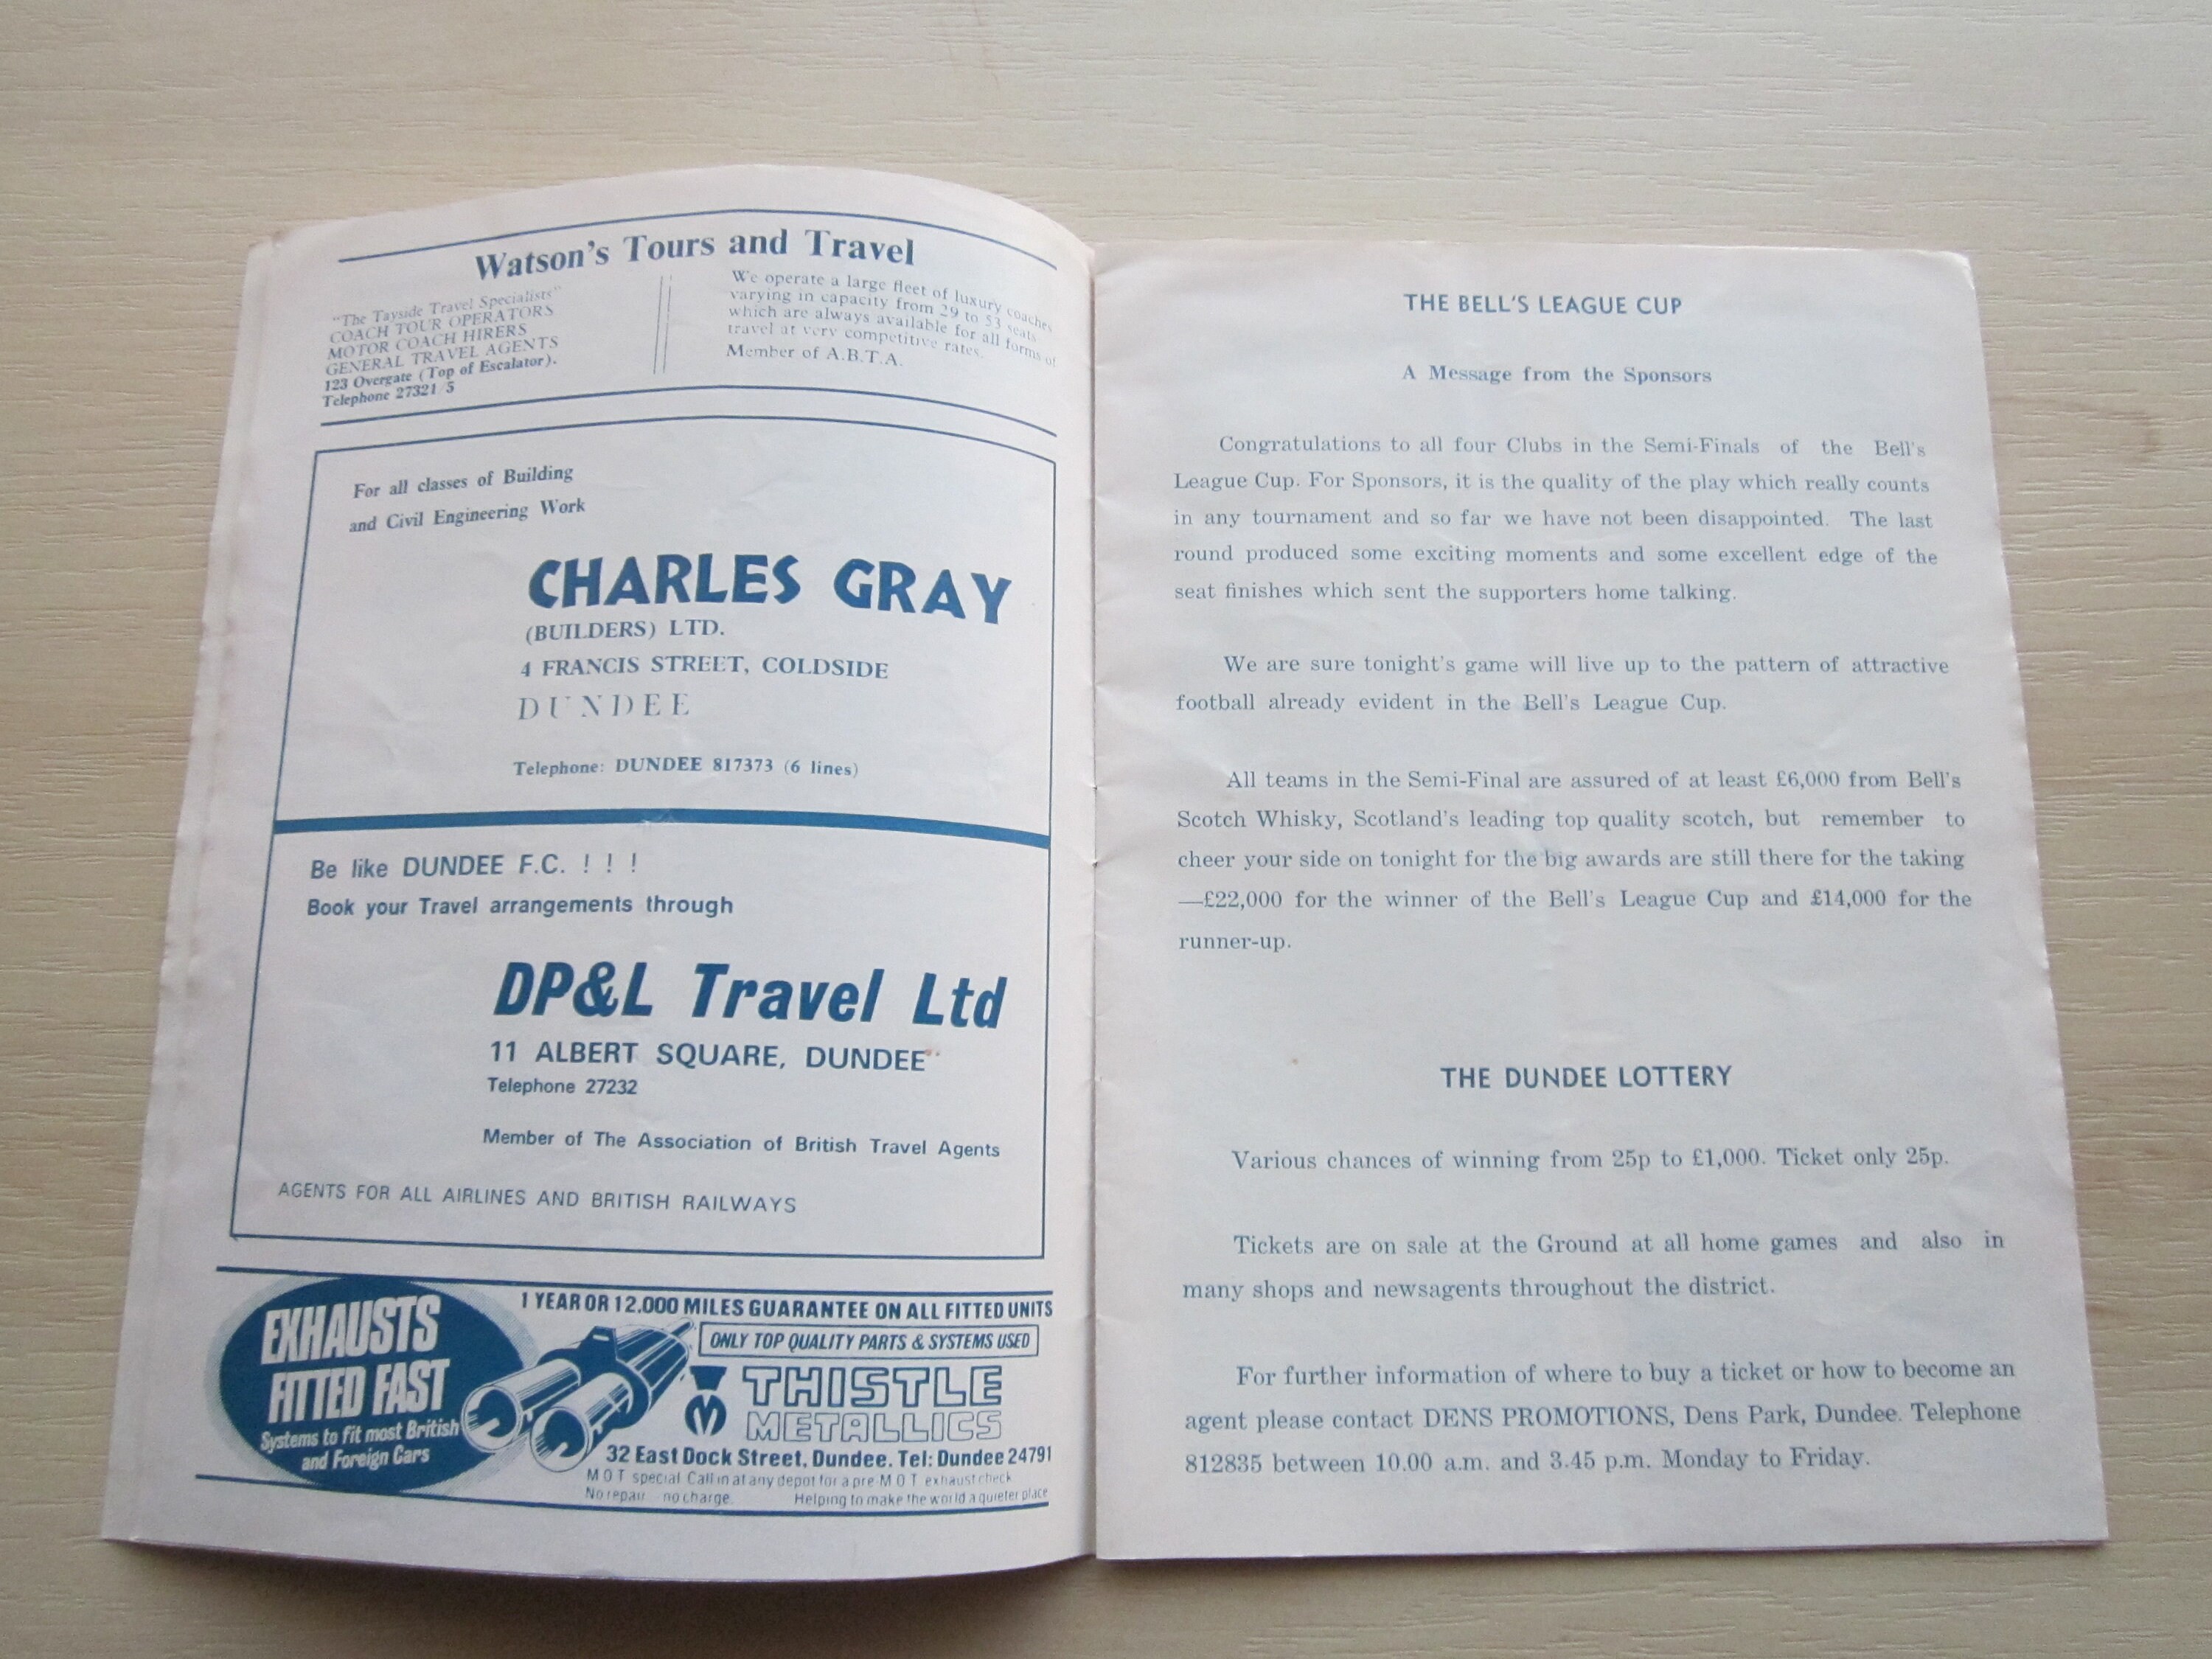 Watson's Tours and Travel
"The Tayside Travel Specialists"
COACH TOUR OPERATORS
MOTOR COACH HIRERS
GENERAL TRAVEL AGENTS
123 Overgate (Top of Escalator).
Telephone 27321/5
We operate a large fleet of luxury coaches
varying in capacity from 29 to 53 seats
which are always available for all forms of
travel at very competitive rates.
Member of A.B.T.A.
For all classes of Building
and Civil Engineering Work
CHARLES GRAY
(BUILDERS) LTD.
4 FRANCIS STREET, COLDSIDE
DUNDEE
Telephone: DUNDEE 817373 (6 lines)
Be like DUNDEE F.C. ! ! !
Book your Travel arrangements through
DP&L Travel Ltd
11 ALBERT SQUARE, DUNDEE
Telephone 27232
Member of The Association of British Travel Agents
AGENTS FOR ALL AIRLINES AND BRITISH RAILWAYS
EXHAUSTS
FITTED FAST
Systems to fit most British
and Foreign Cars
1 YEAR OR 12.000 MILES GUARANTEE ON ALL FITTED UNITS
ONLY TOP QUALITY PARTS & SYSTEMS USED
THISTLE
METALLICS
32 East Dock Street, Dundee. Tel: Dundee 24791
M O T special Call in at any depot for a pre-M O T exhaust check
No repair - no charge. Helping to make the world a quieter place
THE BELL'S LEAGUE CUP
A Message from the Sponsors
Congratulations to all four Clubs in the Semi-Finals of the Bell's
League Cup. For Sponsors, it is the quality of the play which really counts
in any tournament and so far we have not been disappointed. The last
round produced some exciting moments and some excellent edge of the
seat finishes which sent the supporters home talking.
We are sure tonight's game will live up to the pattern of attractive
football already evident in the Bell's League Cup.
All teams in the Semi-Final are assured of at least £6,000 from Bell's
Scotch Whisky, Scotland's leading top quality scotch, but remember to
cheer your side on tonight for the big awards are still there for the taking
—£22,000 for the winner of the Bell's League Cup and £14,000 for the
runner-up.
THE DUNDEE LOTTERY
Various chances of winning from 25p to £1,000. Ticket only 25p.
Tickets are on sale at the Ground at all home games and also in
many shops and newsagents throughout the district.
For further information of where to buy a ticket or how to become an
agent please contact DENS PROMOTIONS, Dens Park, Dundee. Telephone
812835 between 10.00 a.m. and 3.45 p.m. Monday to Friday.